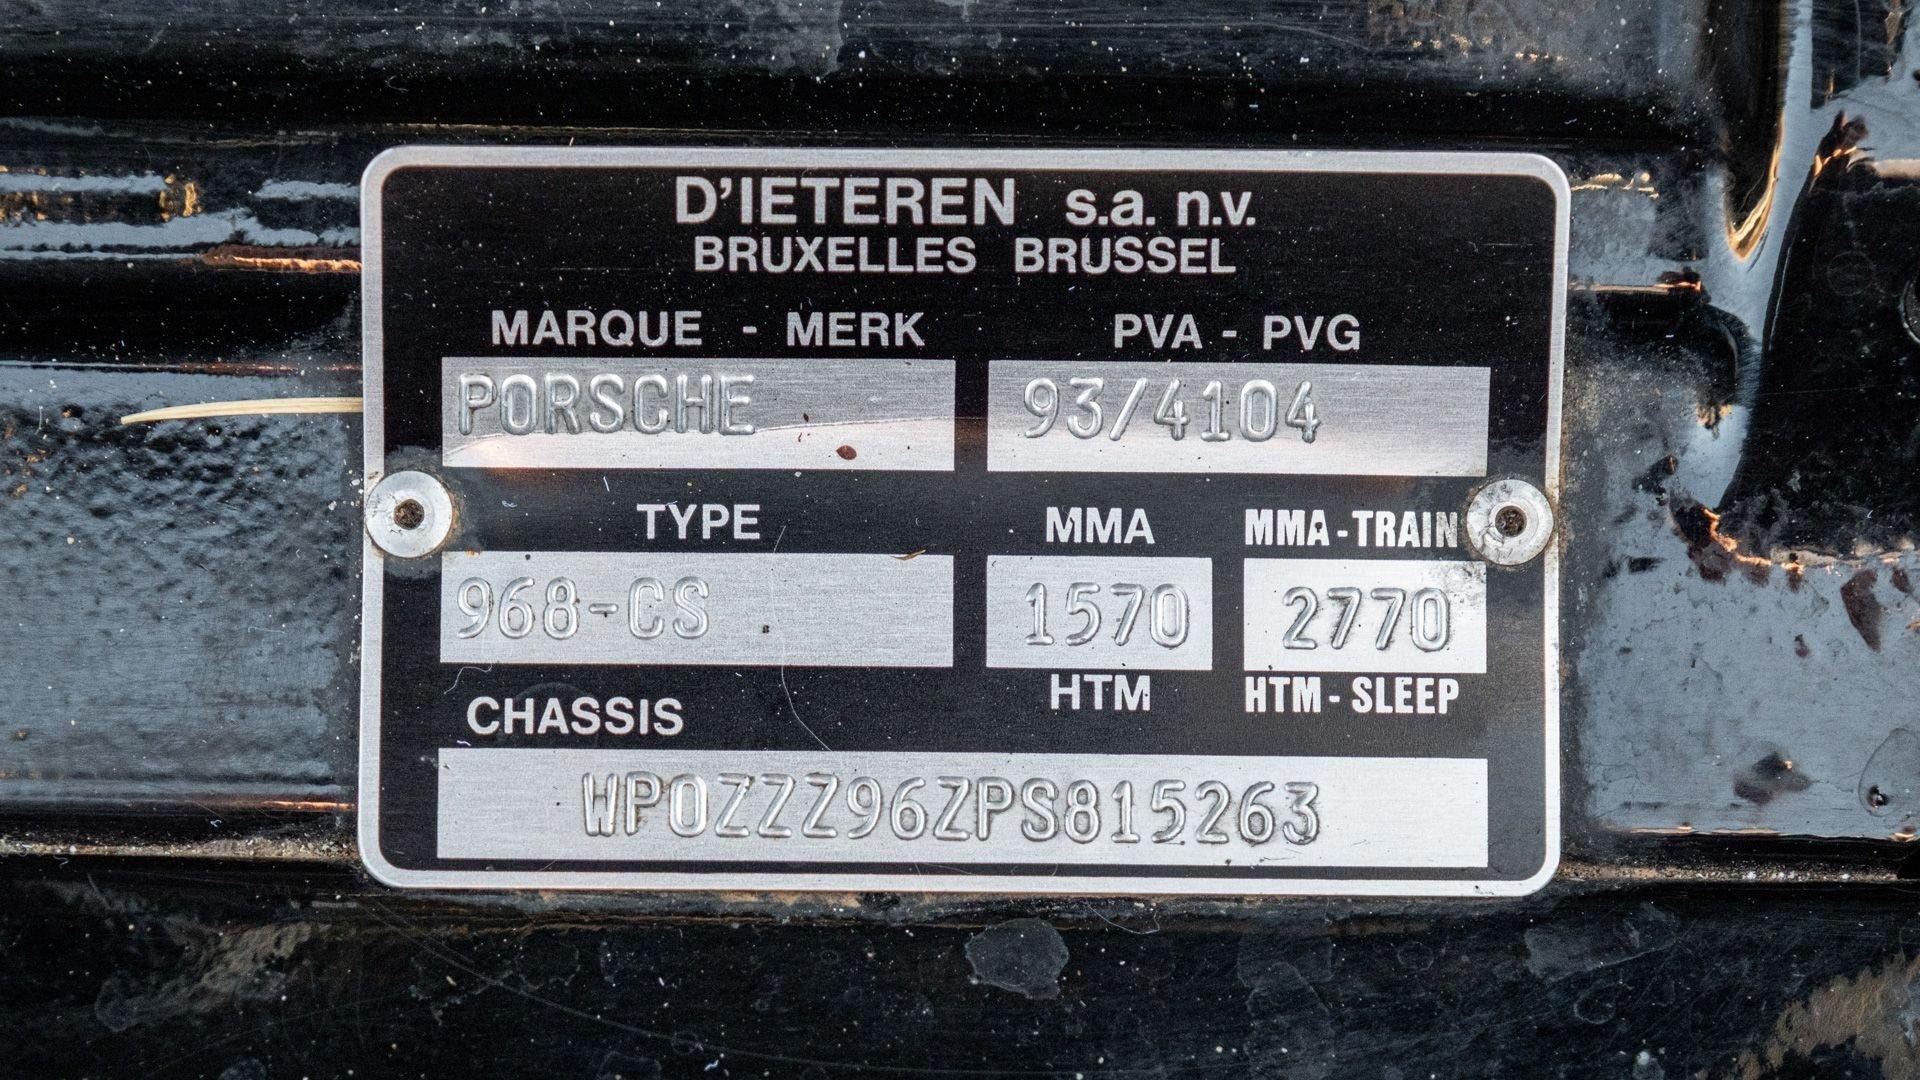 D'IETEREN s.a. n.v.
BRUXELLES BRUSSEL
MARQUE - MERK PVA - PVG
PORSCHE 93/4104
TYPE MMA MMA-TRAIN
968-CS 1570 2770
HTM HTM-SLEEP
CHASSIS
WP0ZZZ96ZPS815263